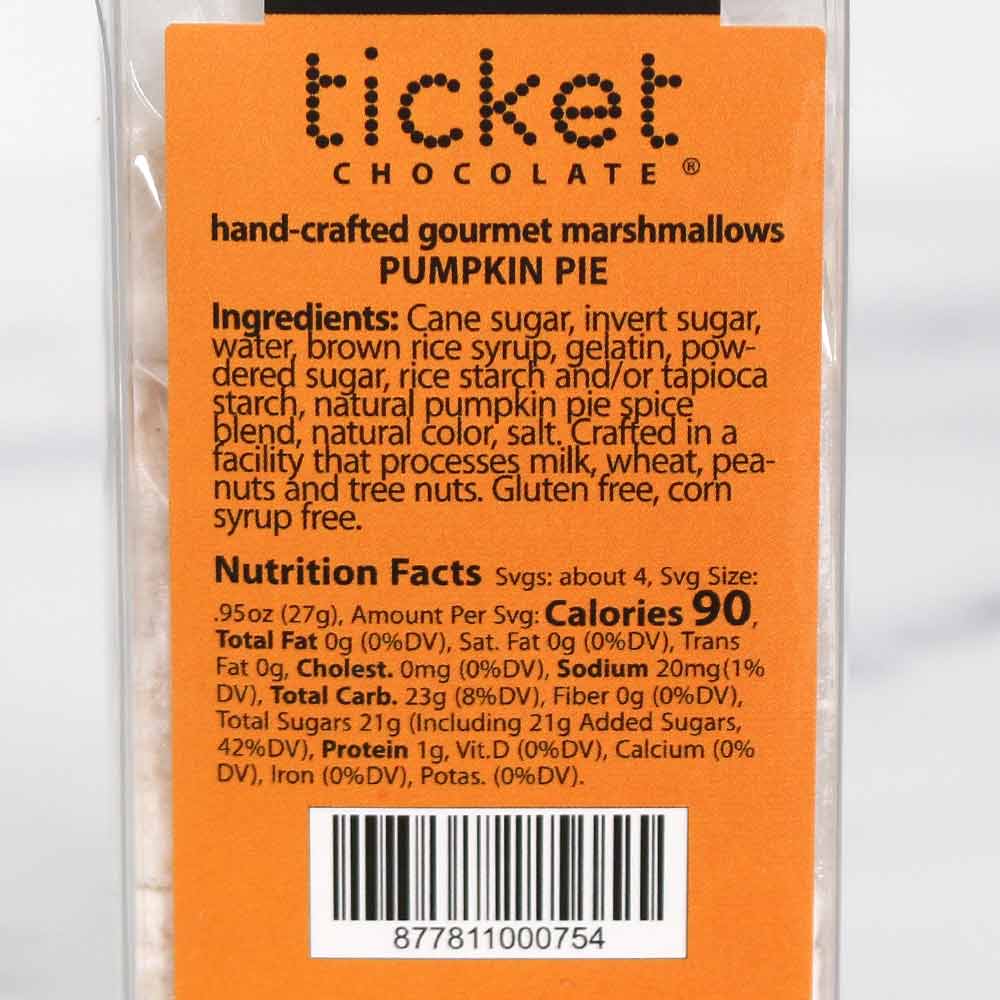 ticket
CHOCOLATE®
hand-crafted gourmet marshmallows
PUMPKIN PIE
Ingredients: Cane sugar, invert sugar,
water, brown rice syrup, gelatin, pow-
dered sugar, rice starch and/or tapioca
starch, natural pumpkin pie spice
blend, natural color, salt. Crafted in a
facility that processes milk, wheat, pea-
nuts and tree nuts. Gluten free, corn
syrup free.
Nutrition Facts Svgs: about 4, Svg Size:
.95oz (27g), Amount Per Svg: Calories 90,
Total Fat 0g (0%DV), Sat. Fat 0g (0%DV), Trans
Fat 0g, Cholest. 0mg (0%DV), Sodium 20mg(1%
DV), Total Carb. 23g (8%DV), Fiber 0g (0%DV),
Total Sugars 21g (Including 21g Added Sugars,
42%DV), Protein 1g, Vit.D (0%DV), Calcium (0%
DV), Iron (0%DV), Potas. (0%DV).
877811000754